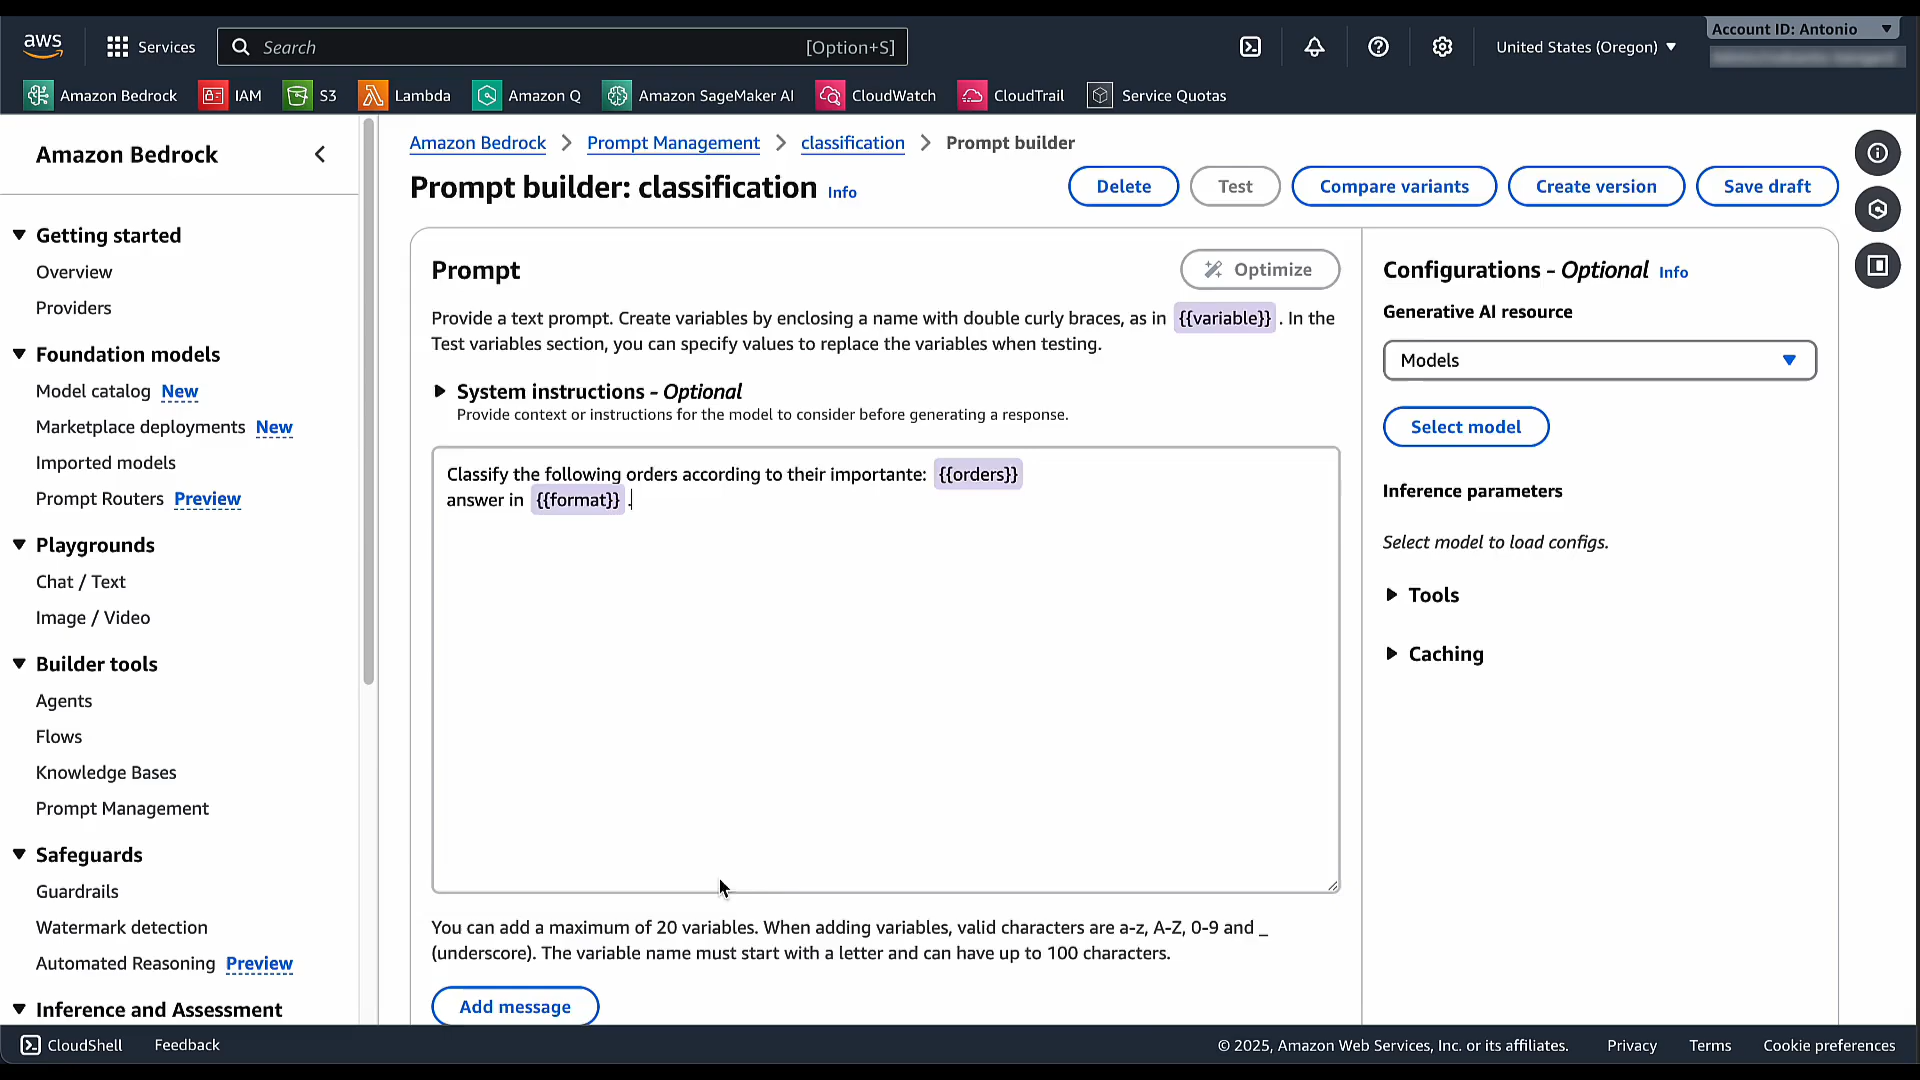 aws
Services
Search
[Option+S]
United States (Oregon)
Account ID: Antonio
Amazon Bedrock
IAM
S3
Lambda
Amazon Q
Amazon SageMaker AI
CloudWatch
CloudTrail
Service Quotas
Amazon Bedrock
Getting started
Overview
Providers
Foundation models
Model catalog New
Marketplace deployments New
Imported models
Prompt Routers Preview
Playgrounds
Chat / Text
Image / Video
Builder tools
Agents
Flows
Knowledge Bases
Prompt Management
Safeguards
Guardrails
Watermark detection
Automated Reasoning Preview
Inference and Assessment
Amazon Bedrock > Prompt Management > classification > Prompt builder
Prompt builder: classification Info
Delete
Test
Compare variants
Create version
Save draft
Prompt
Optimize
Provide a text prompt. Create variables by enclosing a name with double curly braces, as in {{variable}} . In the
Test variables section, you can specify values to replace the variables when testing.
System instructions - Optional
Provide context or instructions for the model to consider before generating a response.
Classify the following orders according to their importante: {{orders}}
answer in {{format}} .
You can add a maximum of 20 variables. When adding variables, valid characters are a-z, A-Z, 0-9 and _
(underscore). The variable name must start with a letter and can have up to 100 characters.
Add message
Configurations - Optional Info
Generative AI resource
Models
Select model
Inference parameters
Select model to load configs.
Tools
Caching
CloudShell
Feedback
© 2025, Amazon Web Services, Inc. or its affiliates.
Privacy
Terms
Cookie preferences